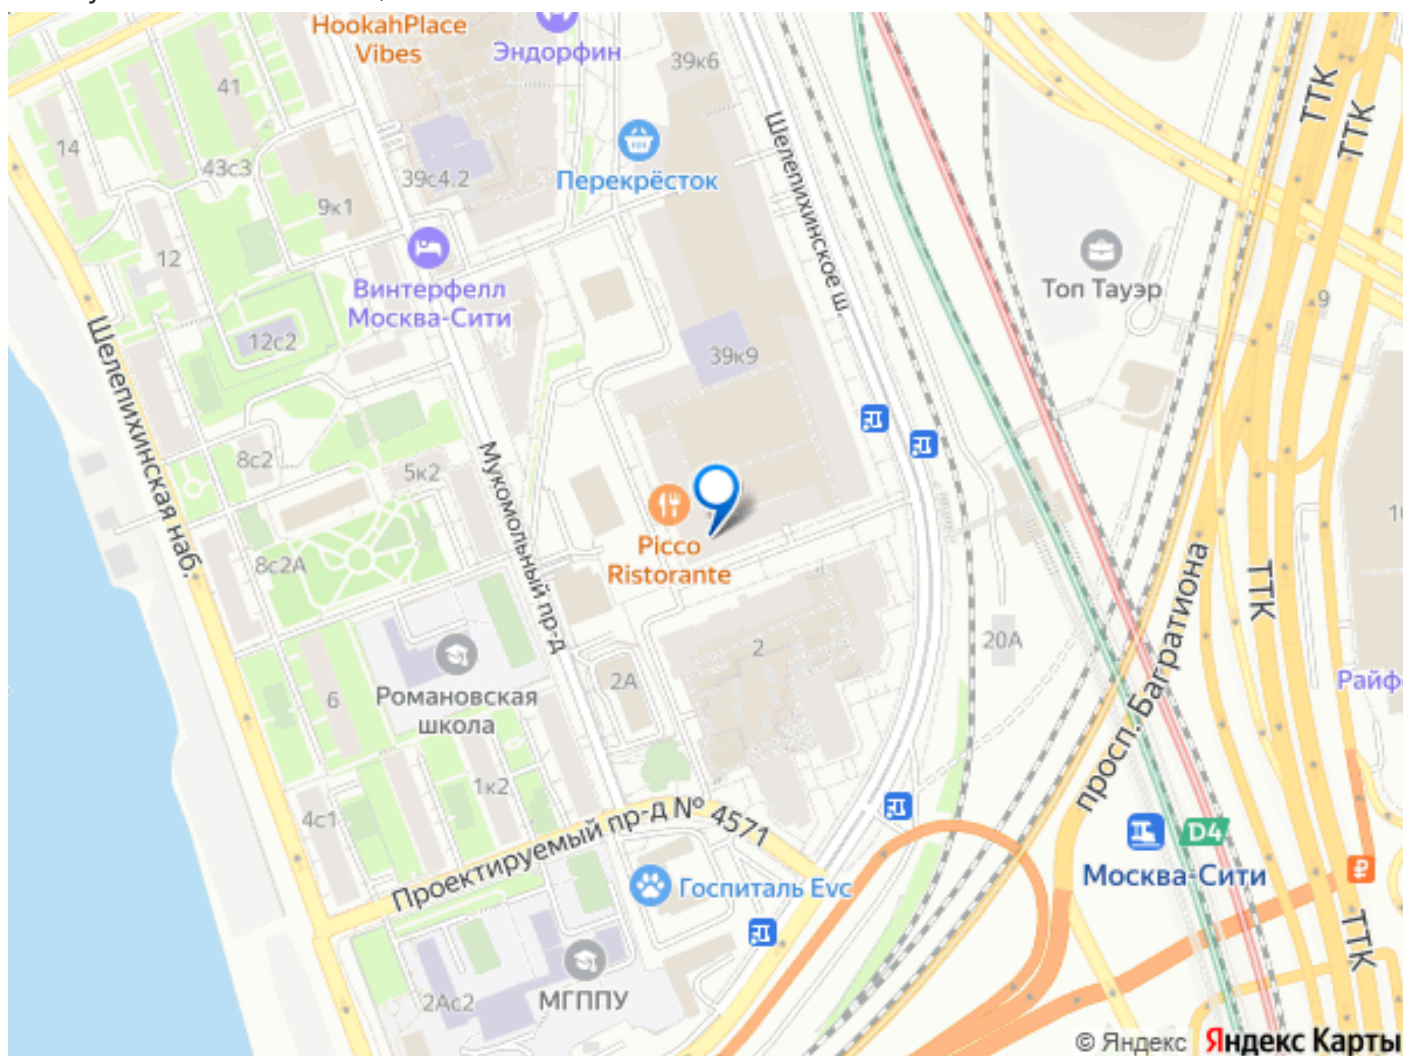 HookahPlace
Vibes
Эндорфин
39к6
ТТК
ТТК
41
14
Шелепихинское ш.
43с3
39с4.2
Перекрёсток
9к1
12
Винтерфелл
Москва-Сити
Топ Тауэр
9
12с2
39к9
Шелепихинская наб.
8с2
5к2
Мукомольный пр-д
Picco
Ristorante
8с2А
ТТК
просп. Багратиона
20А
2
Романовская
школа
2А
6
Райф
1к2
4с1
Проектируемый пр-д № 4571
D4
Москва-Сити
Госпиталь Evc
₽
ТТК
2Ас2
МГППУ
© Яндекс Яндекс Карты